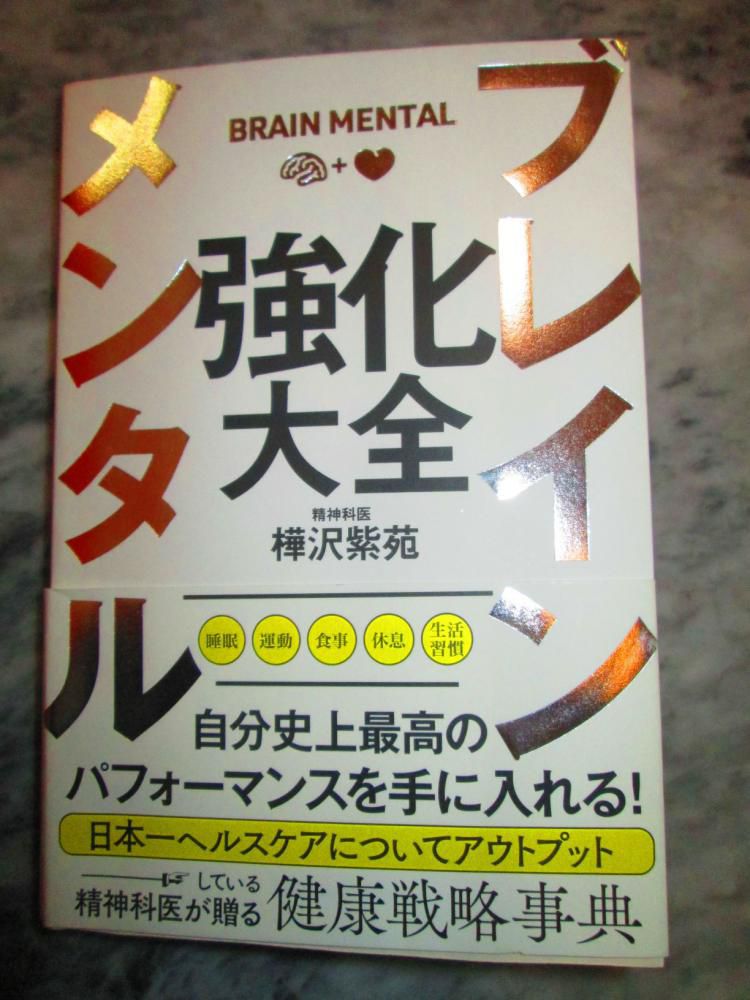 BRAIN MENTAL
+
ブレイン
メンタル
強化
大全
精神科医
樺沢紫苑
睡眠
運動
食事
休息
生活
習慣
自分史上最高の
パフォーマンスを手に入れる!
日本一ヘルスケアについてアウトプット
している
精神科医が贈る
健康戦略事典